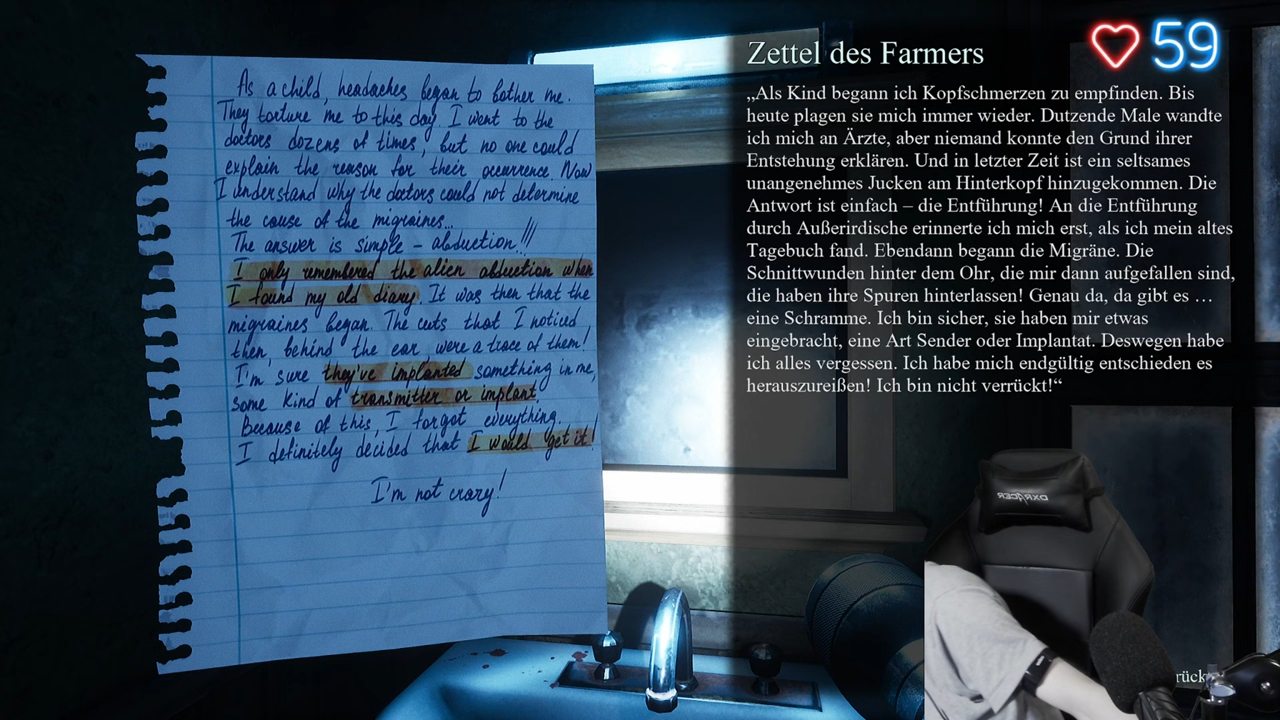 As a child, headaches began to bother me.
They torture me to this day. I went to the
doctors dozens of times, but no one could
explain the reason for their occurrence. Now
I understand why the doctors could not determine
the cause of the migraines...
The answer is simple – abduction!!!
I only remembered the alien abduction when
I found my old diary. It was then that the
migraines began. The cuts that I noticed
then, behind the ear, were a trace of them!
I'm sure they've implanted something in me,
some kind of transmitter or implant.
Because of this, I forgot everything.
I definitely decided that I would get it!
I'm not crazy!
Zettel des Farmers
59
„Als Kind begann ich Kopfschmerzen zu empfinden. Bis
heute plagen sie mich immer wieder. Dutzende Male wandte
ich mich an Ärzte, aber niemand konnte den Grund ihrer
Entstehung erklären. Und in letzter Zeit ist ein seltsames
unangenehmes Jucken am Hinterkopf hinzugekommen. Die
Antwort ist einfach – die Entführung! An die Entführung
durch Außerirdische erinnerte ich mich erst, als ich mein altes
Tagebuch fand. Ebendann begann die Migräne. Die
Schnittwunden hinter dem Ohr, die mir dann aufgefallen sind,
die haben ihre Spuren hinterlassen! Genau da, da gibt es …
eine Schramme. Ich bin sicher, sie haben mir etwas
eingebracht, eine Art Sender oder Implantat. Deswegen habe
ich alles vergessen. Ich habe mich endgültig entschieden es
herauszureißen! Ich bin nicht verrückt!“
DXRACER
rück